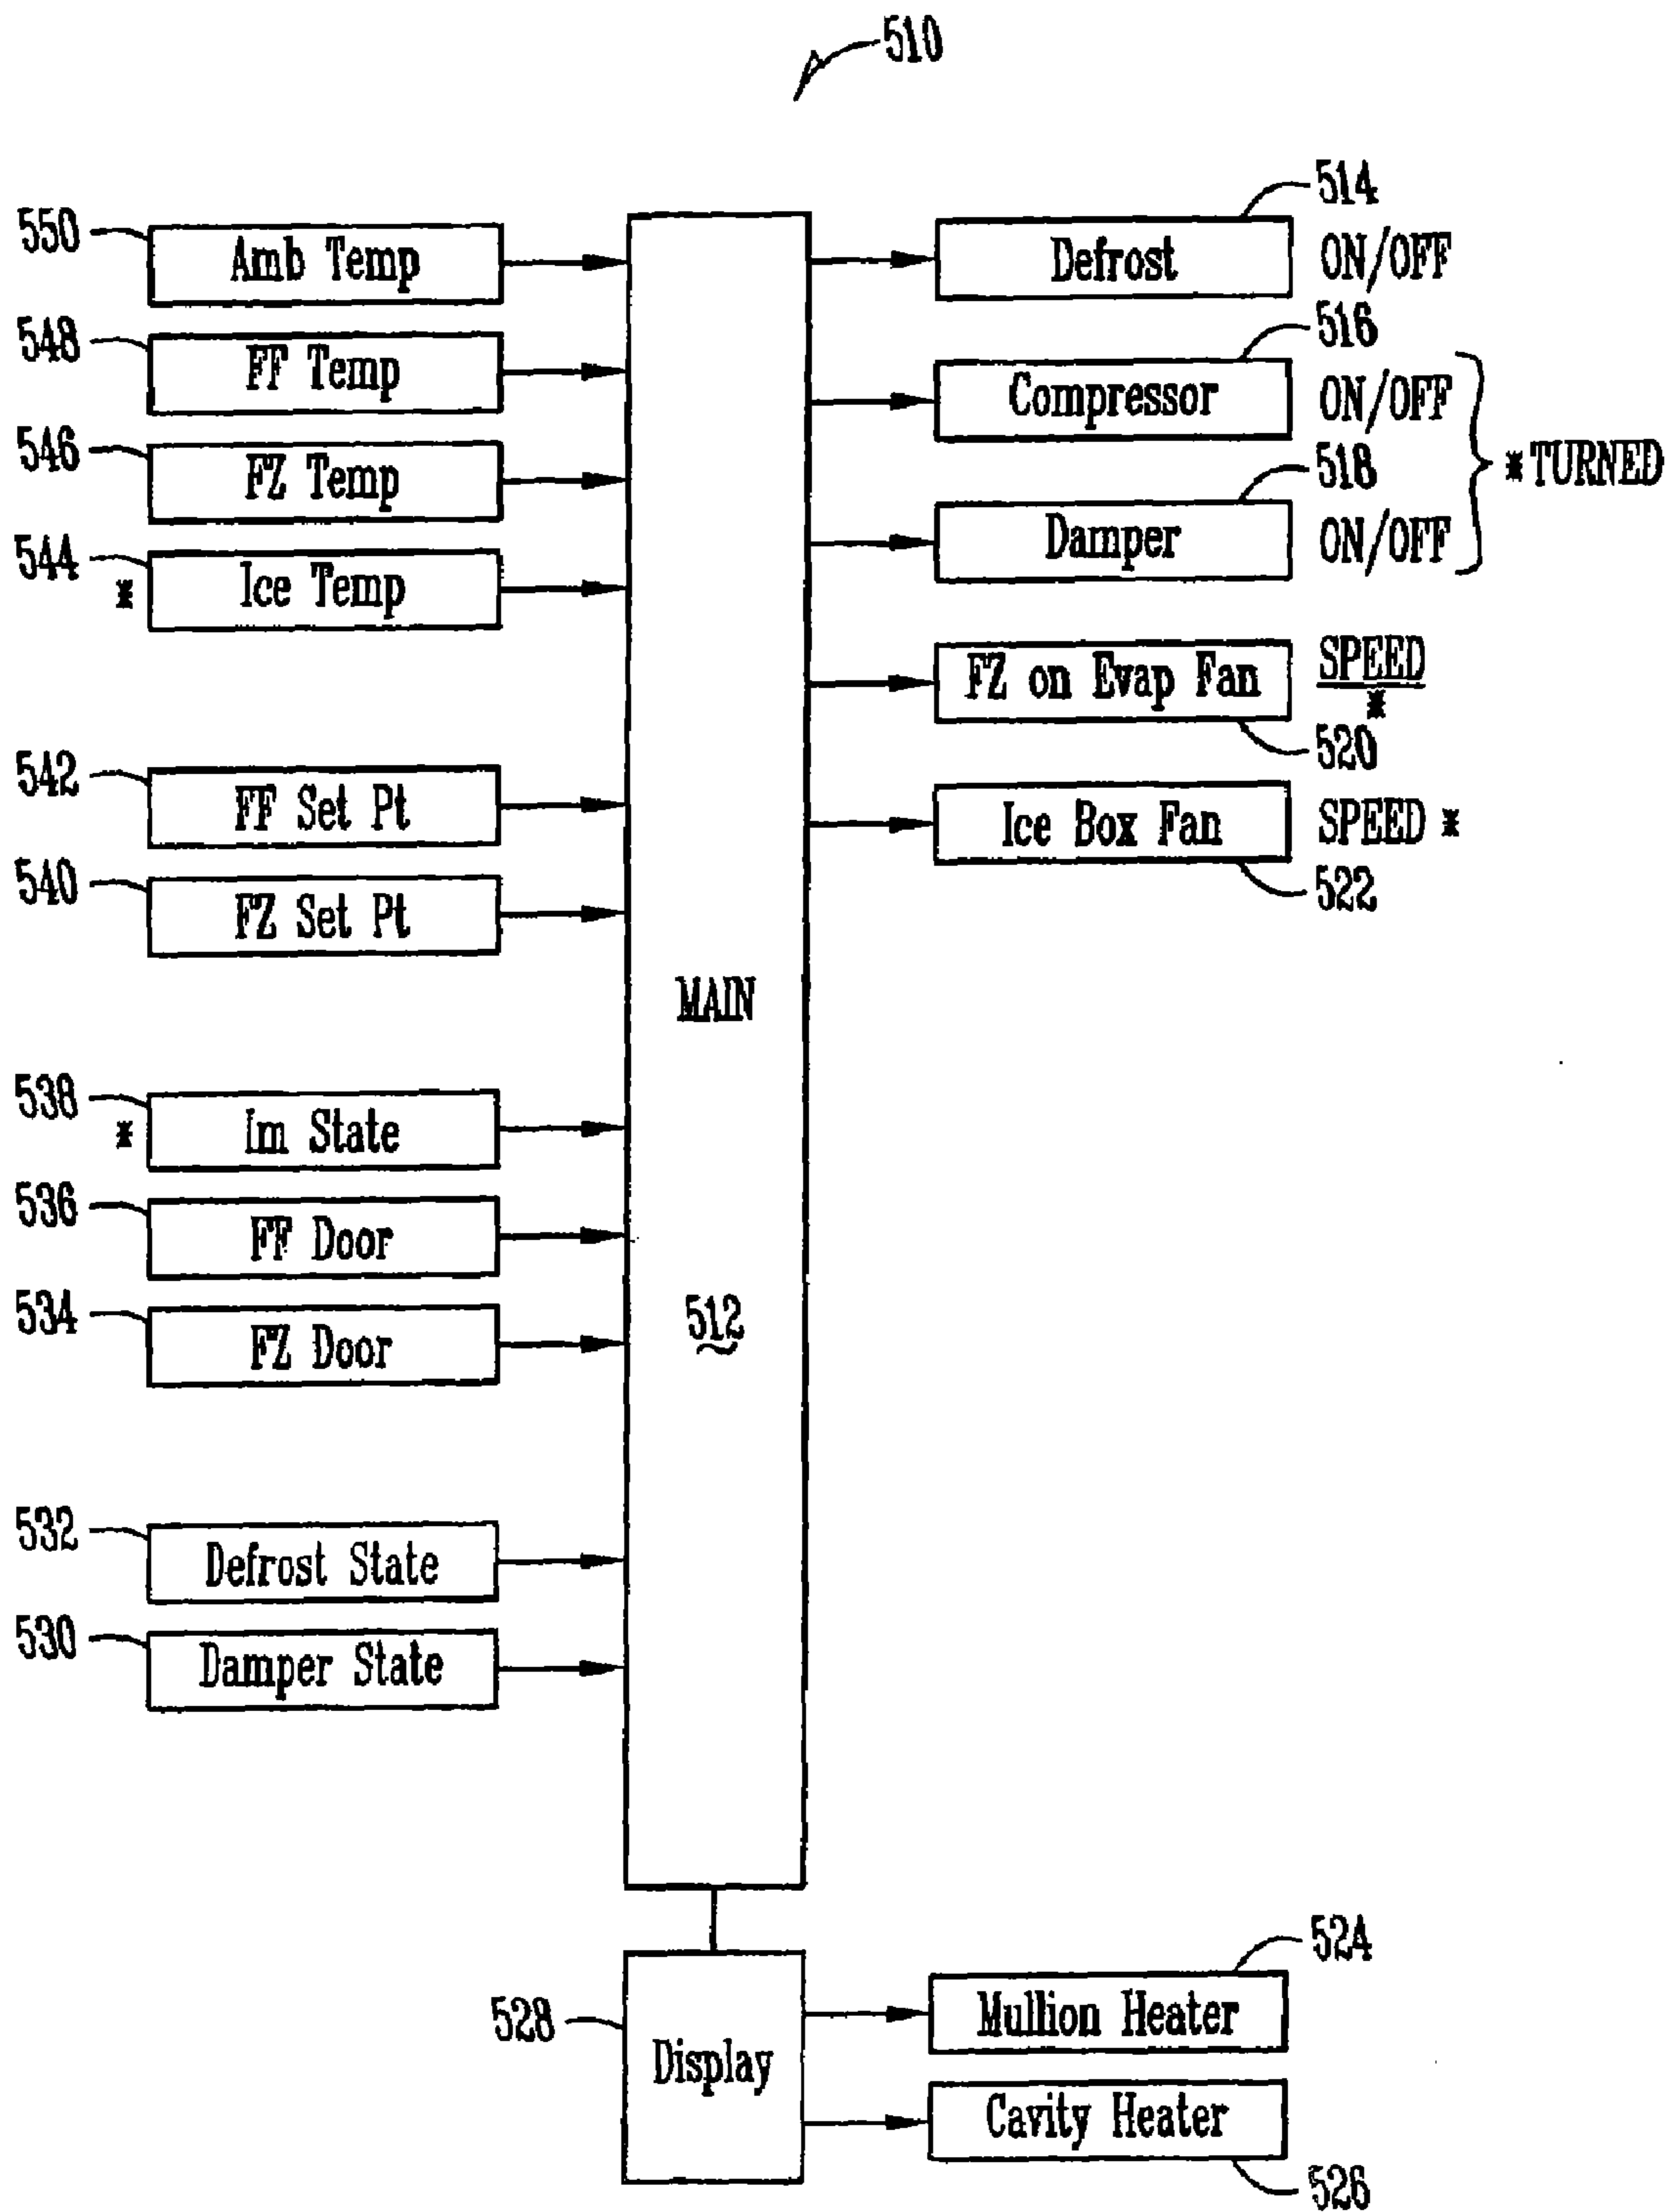 510
550
Amb Temp
548
FF Temp
546
FZ Temp
544
* Ice Temp
542
FF Set Pt
540
FZ Set Pt
538
* Im State
536
FF Door
534
FZ Door
532
Defrost State
530
Damper State
MAIN
512
514
Defrost ON/OFF
516
Compressor ON/OFF
* TURNED
518
Damper ON/OFF
FZ on Evap Fan SPEED
*
520
Ice Box Fan SPEED *
522
528
Display
524
Mullion Heater
Cavity Heater
526